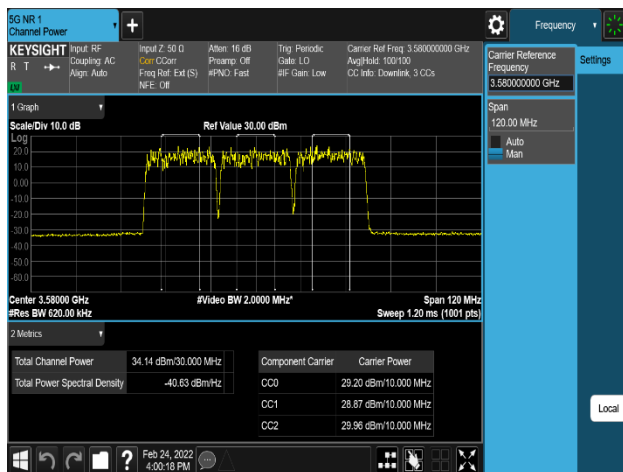 5G NR 1
Channel Power
Frequency
KEYSIGHT
R T
Input: RF
Coupling: AC
Align: Auto
Input Z: 50 Ω
Corr CCorr
Freq Ref: Ext (S)
NFE: Off
Atten: 16 dB
Preamp: Off
#PNO: Fast
Trig: Periodic
Gate: LO
#IF Gain: Low
Carrier Ref Freq: 3.580000000 GHz
Avg|Hold: 100/100
CC Info: Downlink, 3 CCs
Carrier Reference
Frequency
3.580000000 GHz
Settings
Span
120.00 MHz
Auto
Man
1 Graph
Scale/Div 10.0 dB
Ref Value 30.00 dBm
Log
20.0
10.0
0.00
-10.0
-20.0
-30.0
-40.0
-50.0
-60.0
Center 3.58000 GHz
#Video BW 2.0000 MHz*
Span 120 MHz
#Res BW 620.00 kHz
Sweep 1.20 ms (1001 pts)
2 Metrics
Total Channel Power 34.14 dBm/30.000 MHz
Total Power Spectral Density -40.63 dBm/Hz
Component Carrier Carrier Power
CC0 29.20 dBm/10.000 MHz
CC1 28.87 dBm/10.000 MHz
CC2 29.96 dBm/10.000 MHz
Local
?
Feb 24, 2022
4:00:18 PM